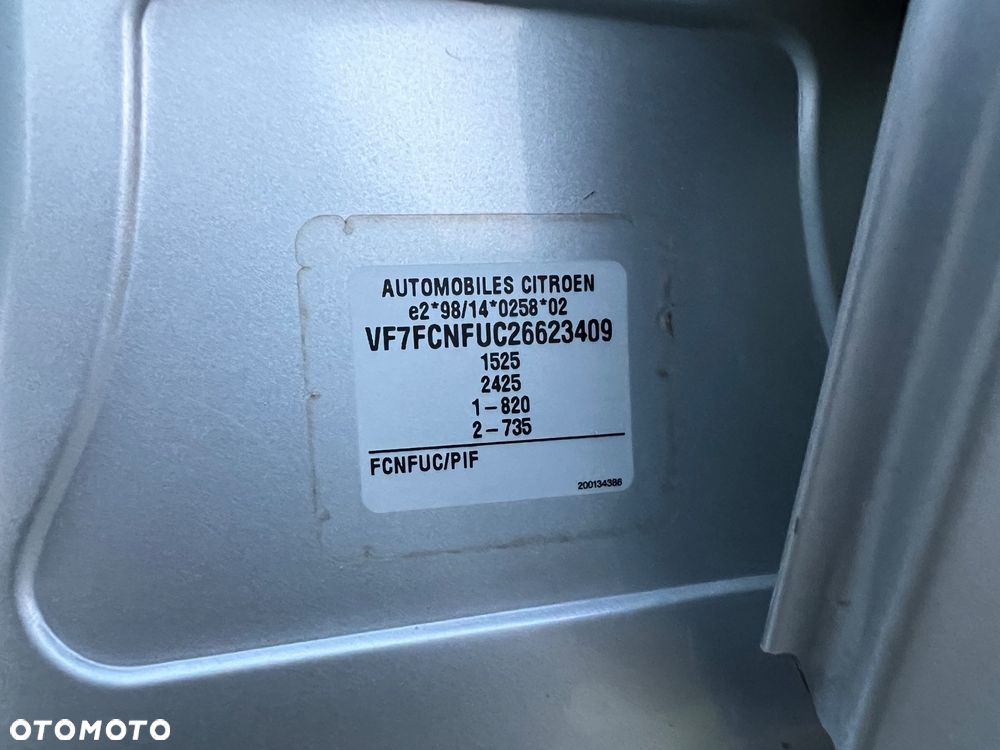 AUTOMOBILES CITROEN
e2*98/14*0258*02
VF7FCNFUC26623409
1525
2425
1-820
2-735
FCNFUC/PIF
200134386
OTOMOTO